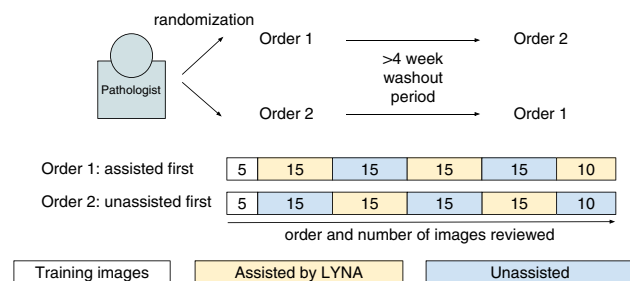 randomization
Order 1
Order 2
>4 week
washout
period
Pathologist
Order 2
Order 1
Order 1: assisted first
5 15 15 15 15 10
Order 2: unassisted first
5 15 15 15 15 10
order and number of images reviewed
Training images
Assisted by LYNA
Unassisted